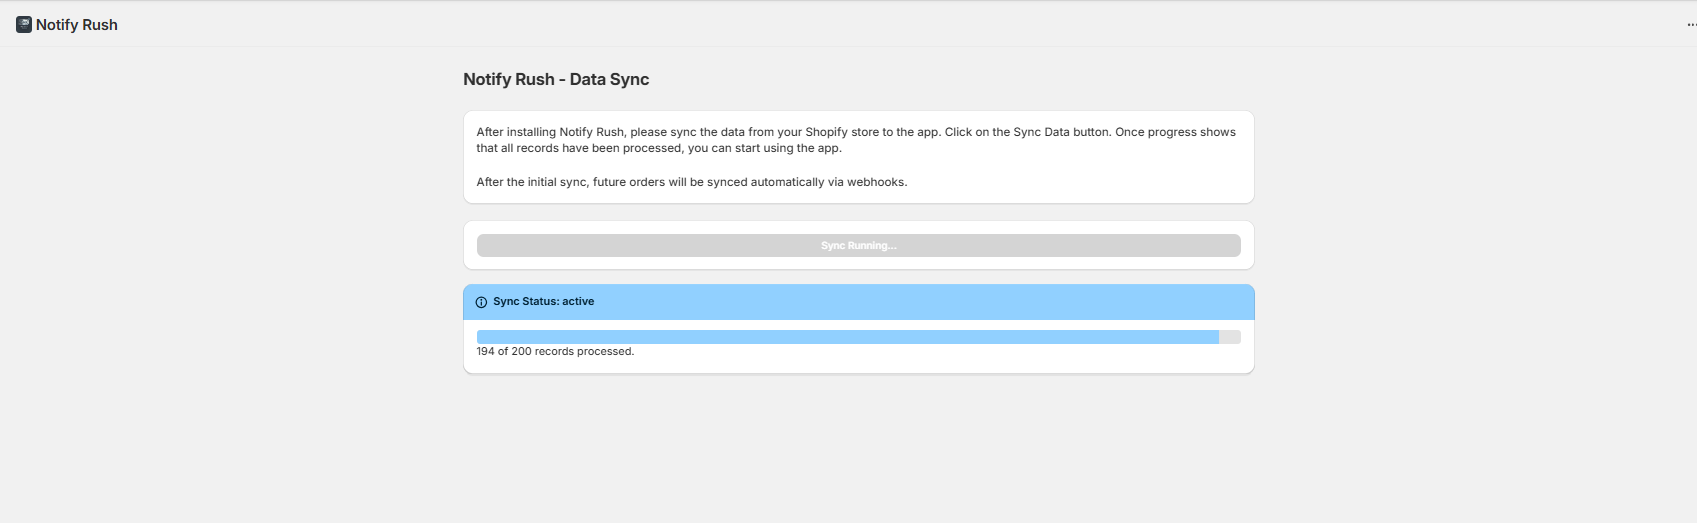 Notify Rush
Notify Rush - Data Sync
After installing Notify Rush, please sync the data from your Shopify store to the app. Click on the Sync Data button. Once progress shows
that all records have been processed, you can start using the app.
After the initial sync, future orders will be synced automatically via webhooks.
Sync Running...
Sync Status: active
194 of 200 records processed.